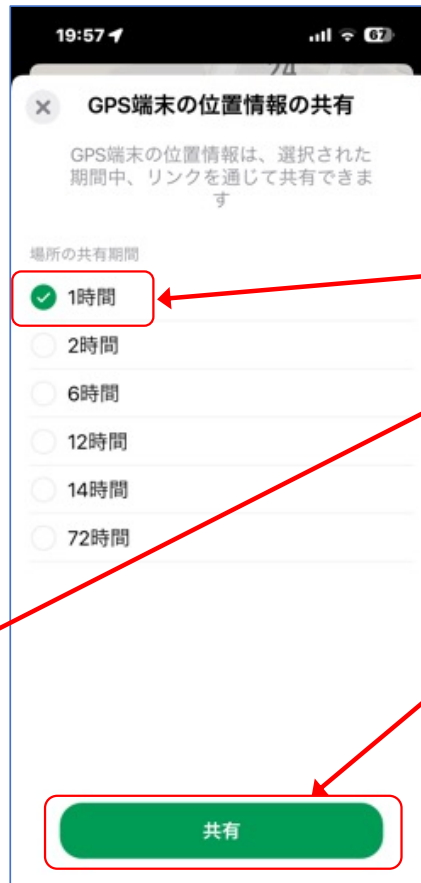 19:57
67
GPS端末の位置情報の共有
GPS端末の位置情報は、選択された
期間中、リンクを通じて共有できま
す
場所の共有期間
1時間
2時間
6時間
12時間
14時間
72時間
共有